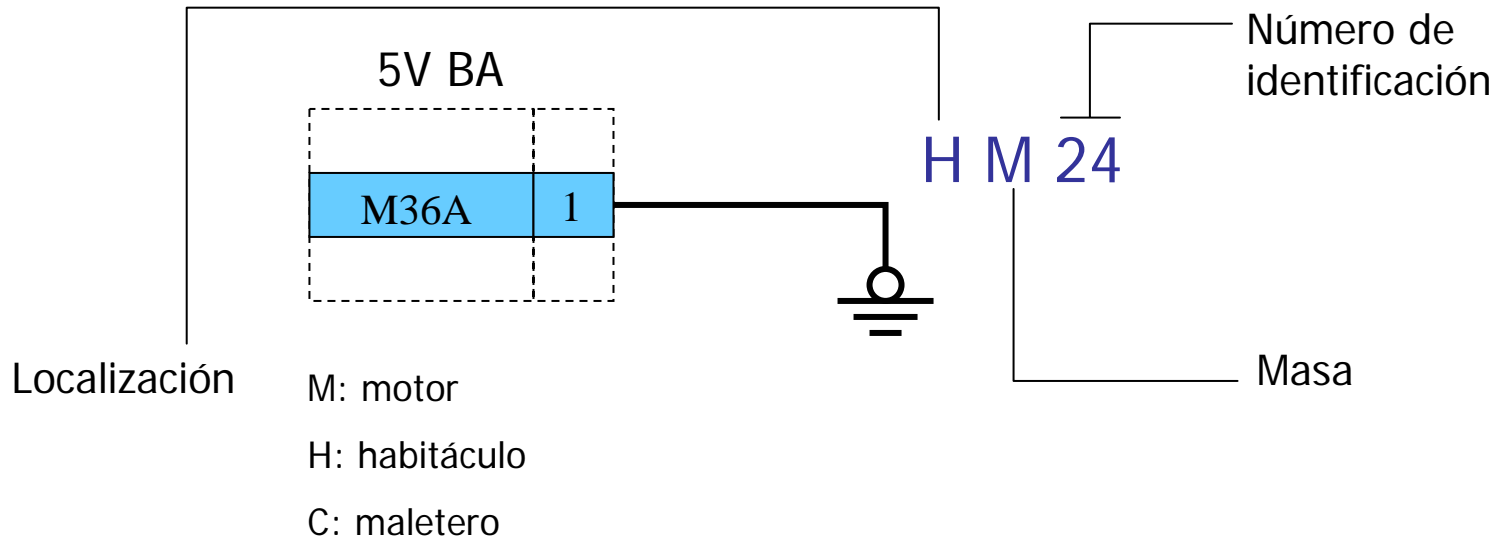 Número de
identificación
5V BA
H M 24
M36A 1
Localización
Masa
M: motor
H: habitáculo
C: maletero